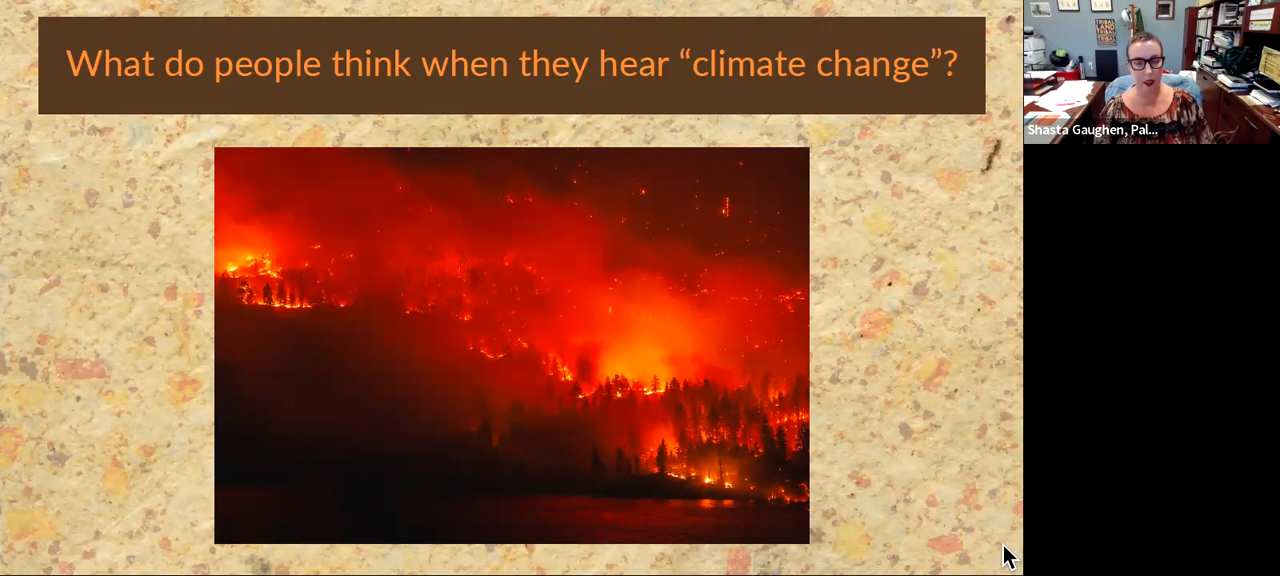 What do people think when they hear “climate change”?
Shasta Gaughen, Pal...